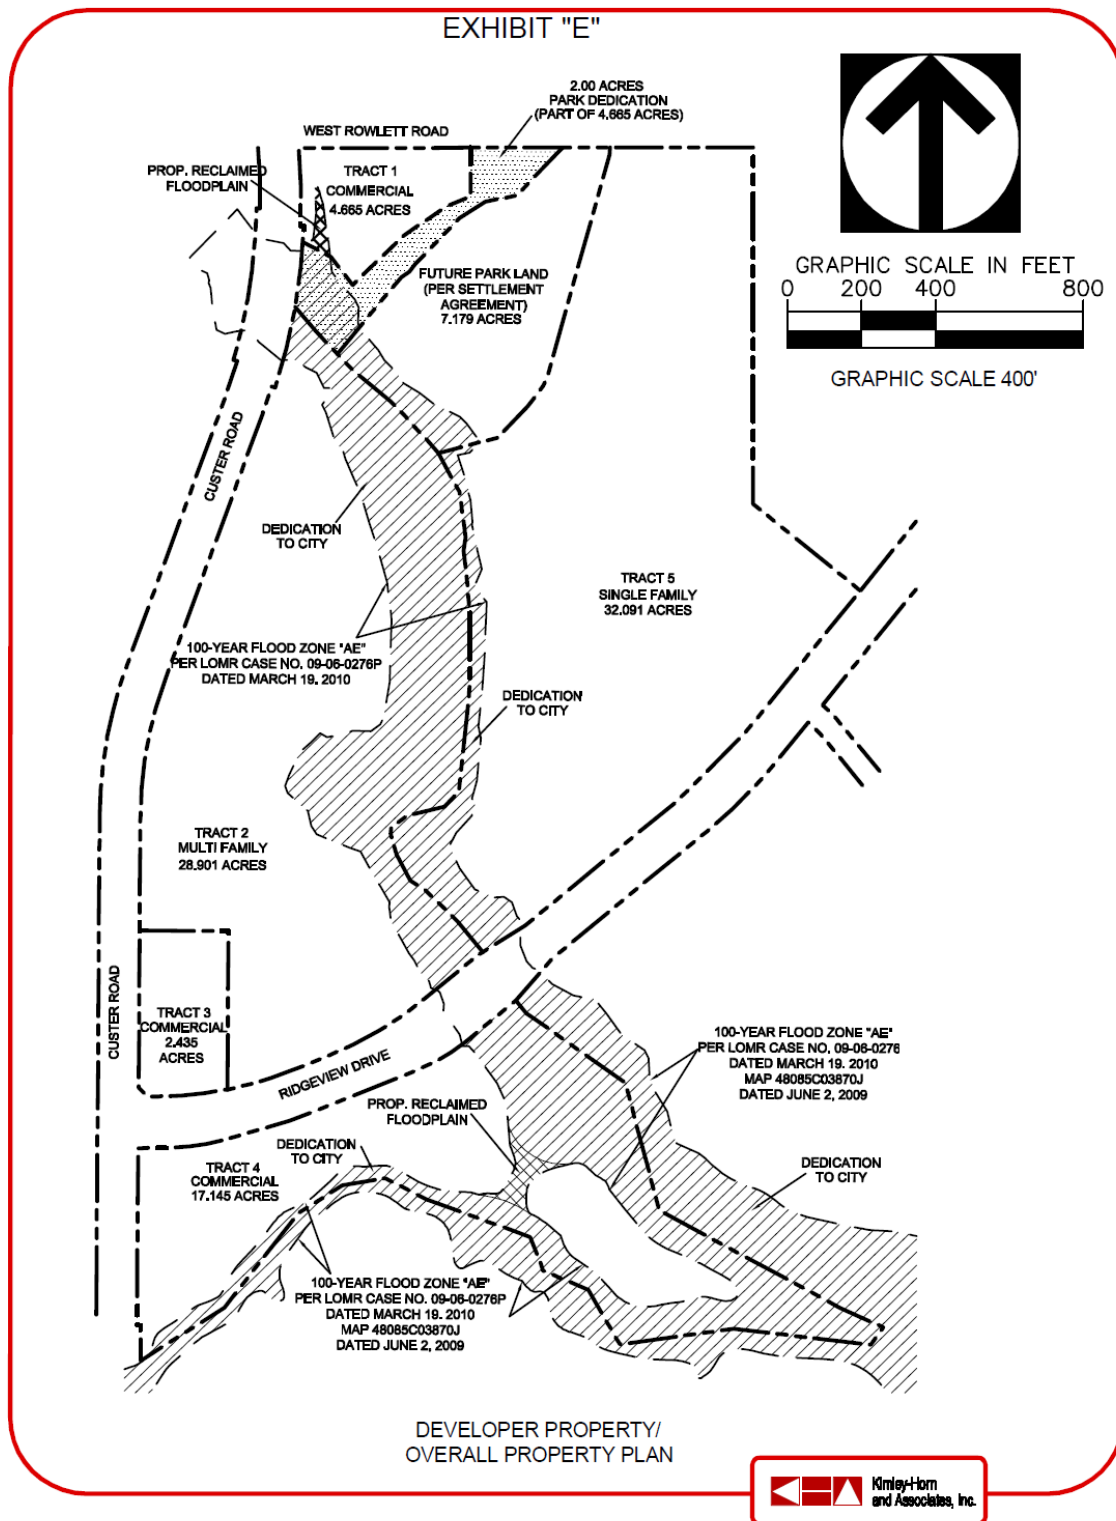 EXHIBIT "E"
2.00 ACRES
PARK DEDICATION
(PART OF 4.665 ACRES)
WEST ROWLETT ROAD
PROP. RECLAIMED
FLOODPLAIN
TRACT 1
COMMERCIAL
4.665 ACRES
GRAPHIC SCALE IN FEET
0 200 400 800
GRAPHIC SCALE 400'
FUTURE PARK LAND
(PER SETTLEMENT
AGREEMENT)
7.179 ACRES
CUSTER ROAD
DEDICATION
TO CITY
TRACT 5
SINGLE FAMILY
32.091 ACRES
100-YEAR FLOOD ZONE "AE"
PER LOMR CASE NO. 09-06-0276P
DATED MARCH 19, 2010
DEDICATION
TO CITY
TRACT 2
MULTI FAMILY
28.901 ACRES
CUSTER ROAD
TRACT 3
COMMERCIAL
2.435
ACRES
RIDGEVIEW DRIVE
100-YEAR FLOOD ZONE "AE"
PER LOMR CASE NO. 09-06-0276
DATED MARCH 19, 2010
MAP 48085C03870J
DATED JUNE 2, 2009
PROP. RECLAIMED
FLOODPLAIN
DEDICATION
TO CITY
TRACT 4
COMMERCIAL
17.145 ACRES
DEDICATION
TO CITY
100-YEAR FLOOD ZONE "AE"
PER LOMR CASE NO. 09-06-0276P
DATED MARCH 19, 2010
MAP 48085C03870J
DATED JUNE 2, 2009
DEVELOPER PROPERTY/
OVERALL PROPERTY PLAN
Kimley-Horn
and Associates, Inc.